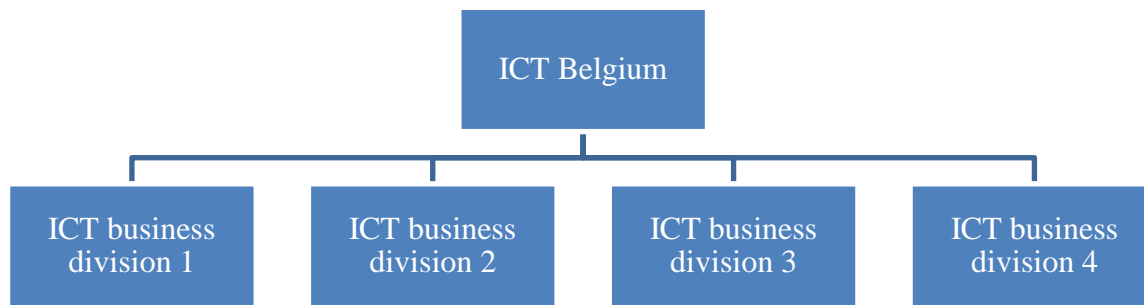 ICT Belgium
ICT business
division 1
ICT business
division 2
ICT business
division 3
ICT business
division 4